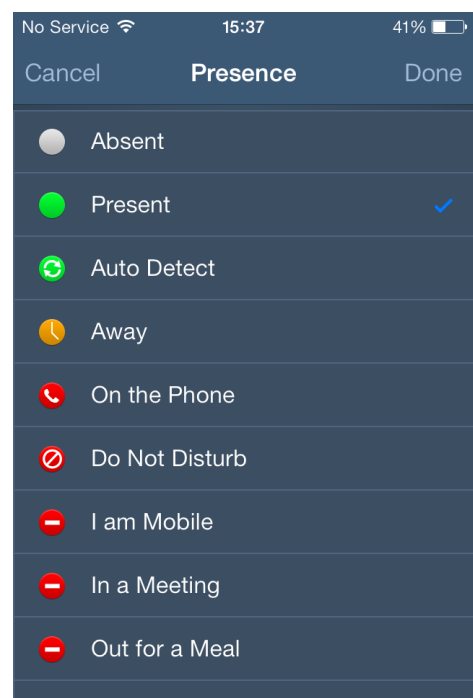 No Service 15:37 41%
Cancel Presence Done
Absent
Present
Auto Detect
Away
On the Phone
Do Not Disturb
I am Mobile
In a Meeting
Out for a Meal